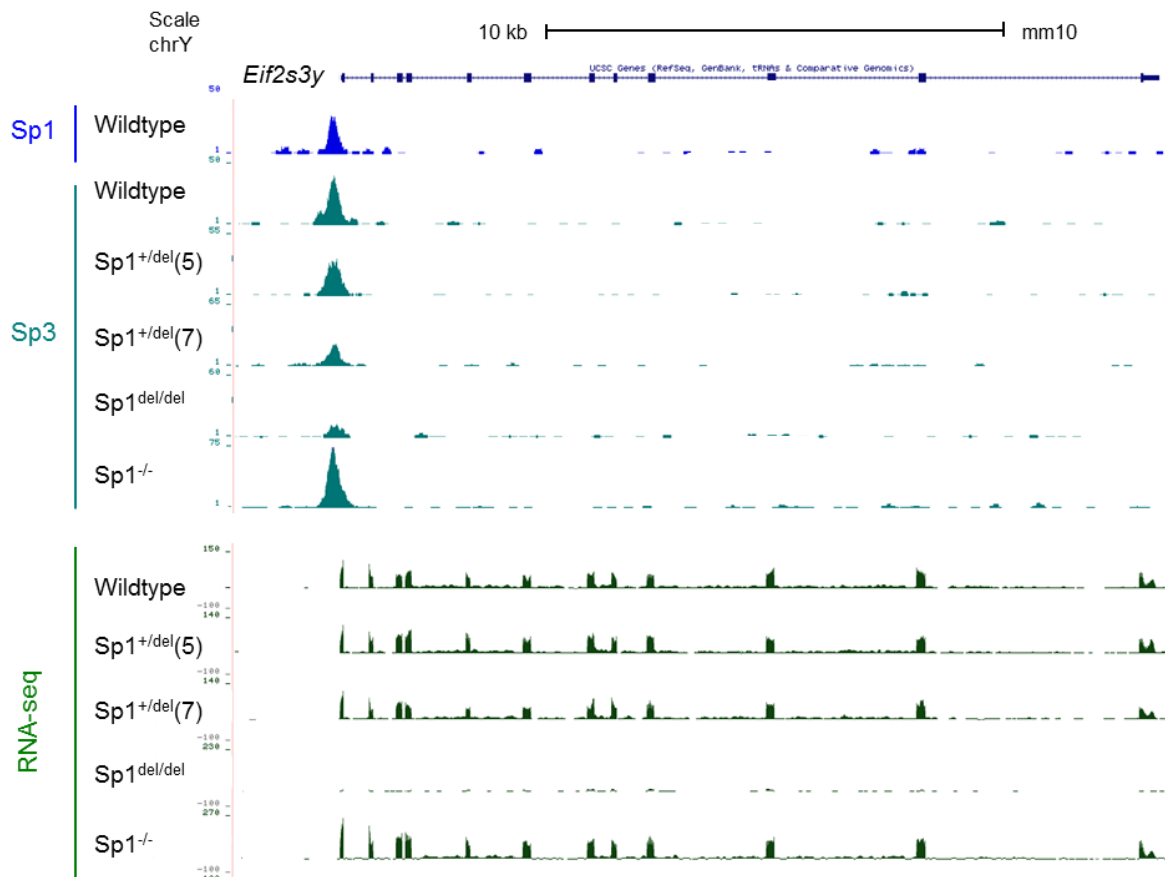 Scale
chrY
10 kb
mm10
Eif2s3y
UCSC Genes (RefSeq, GenBank, tRNAs & Comparative Genomics)
50
Sp1
Wildtype
1
50
Sp3
Wildtype
1
55
Sp1+/del(5)
1
65
Sp1+/del(7)
1
60
Sp1del/del
1
75
Sp1-/-
1
RNA-seq
150
Wildtype
-100
140
Sp1+/del(5)
-100
140
Sp1+/del(7)
-100
230
Sp1del/del
-100
270
Sp1-/-
-100